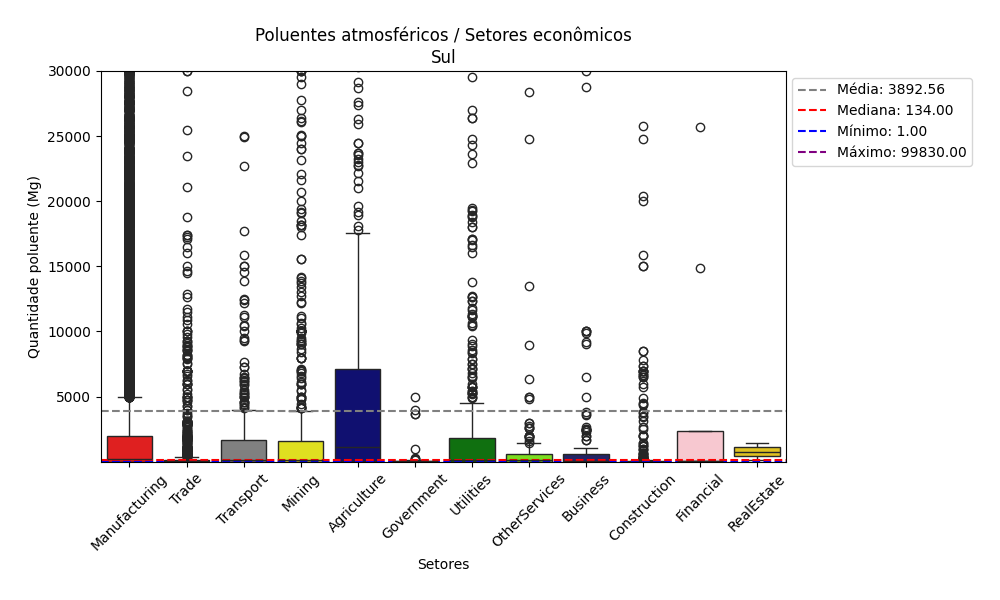 Poluentes atmosféricos / Setores econômicos
Sul
Quantidade poluente (Mg)
30000
25000
20000
15000
10000
5000
Média: 3892.56
Mediana: 134.00
Mínimo: 1.00
Máximo: 99830.00
Manufacturing
Trade
Transport
Mining
Agriculture
Government
Utilities
OtherServices
Business
Construction
Financial
RealEstate
Setores